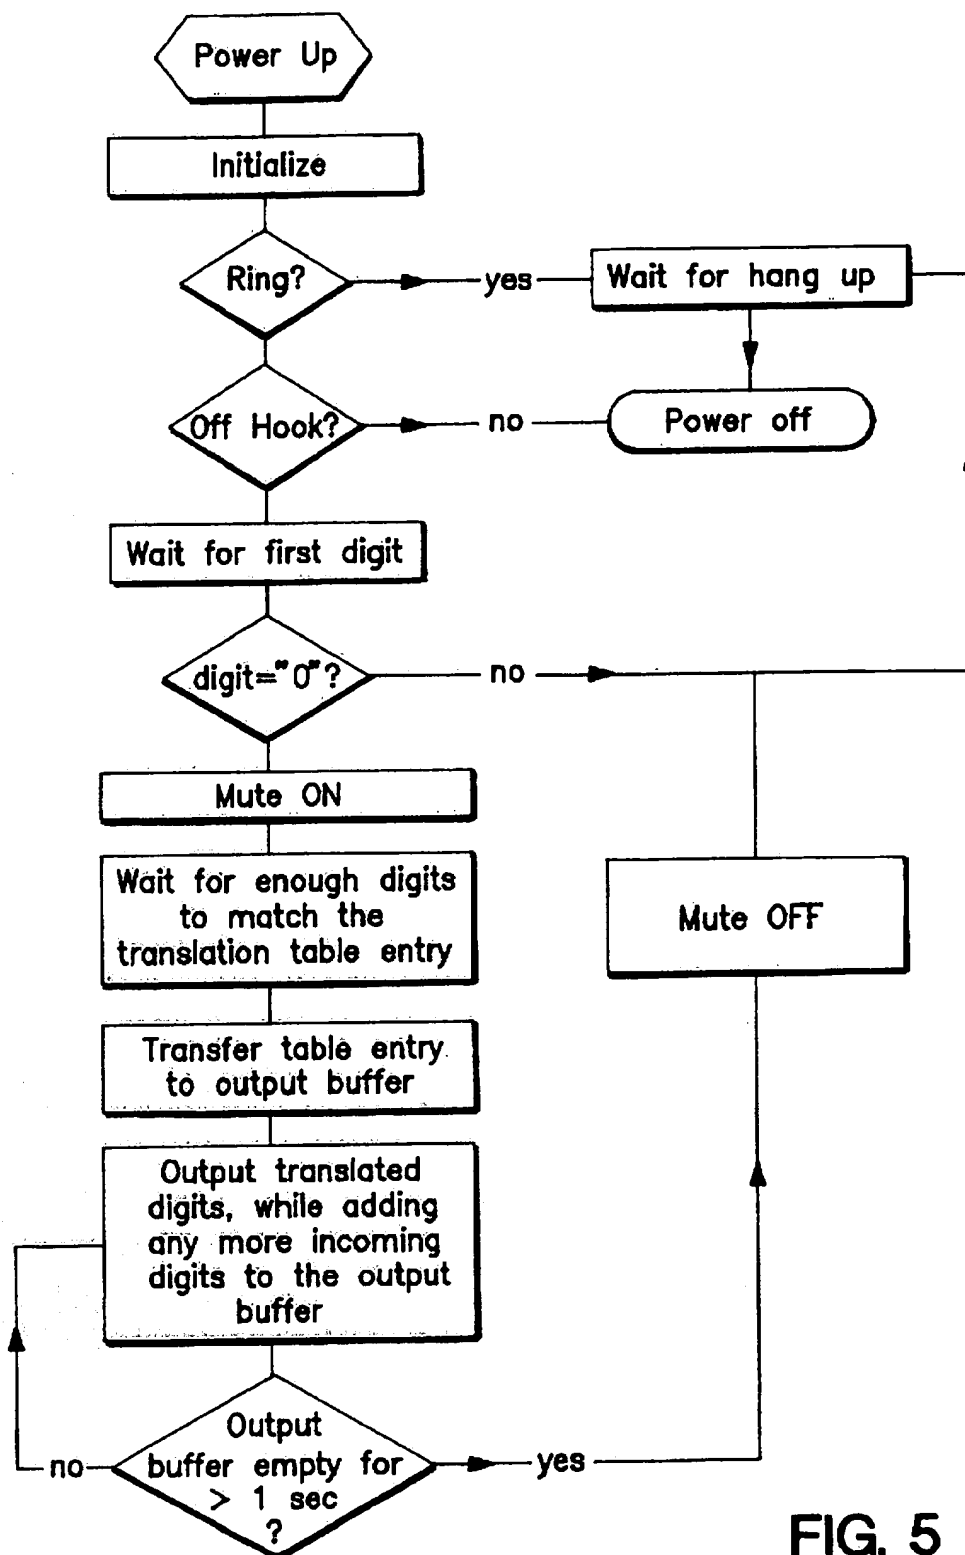 Power Up
Initialize
Ring?
yes
Wait for hang up
Off Hook?
no
Power off
Wait for first digit
digit="0"?
no
Mute ON
Wait for enough digits
to match the
translation table entry
Mute OFF
Transfer table entry
to output buffer
Output translated
digits, while adding
any more incoming
digits to the output
buffer
Output
buffer empty for
> 1 sec
?
no
yes
FIG. 5